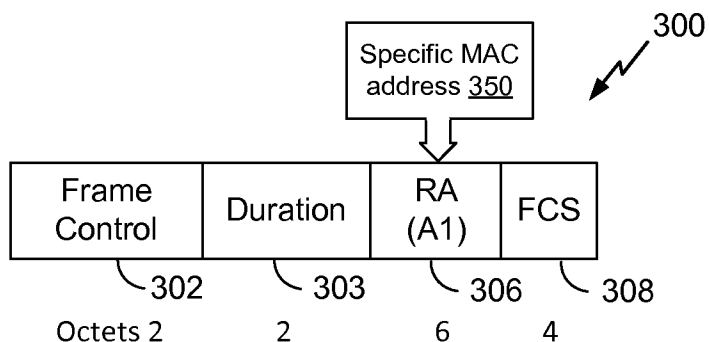 300
Specific MAC
address 350
Frame
Control
Duration
RA
(A1)
FCS
302
303
306
308
Octets 2
2
6
4